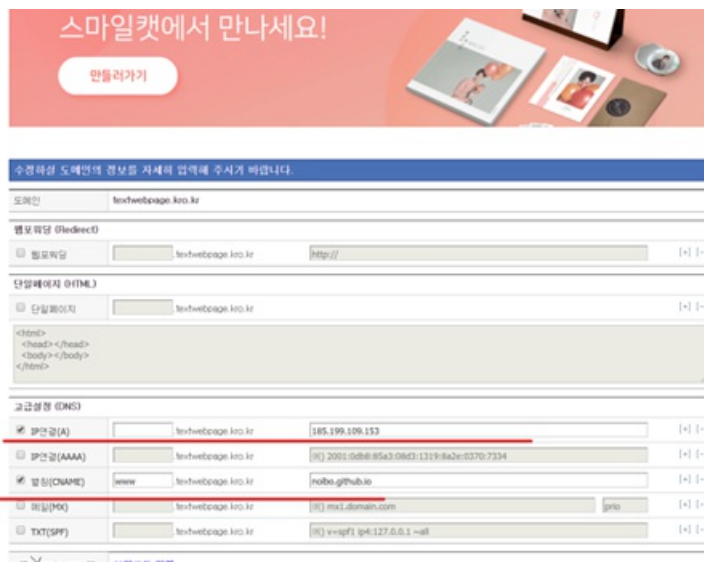 스마일캣에서 만나세요!
만들러가기
수정하실 도메인의 정보를 자세히 입력해 주시기 바랍니다.
도메인 textwebpage.kro.kr
웹포워딩 (Redirect)
웹포워딩 .textwebpage.kro.kr http:// [+] [-
단일페이지 (HTML)
단일페이지 .textwebpage.kro.kr [+] [-
<html>
<head></head>
<body></body>
</html>
고급설정 (DNS)
IP연결(A) .textwebpage.kro.kr 185.199.109.153 [+] [-
IP연결(AAAA) .textwebpage.kro.kr 예) 2001:0db8:85a3:08d3:1319:8a2e:0370:7334 [+] [-
별칭(CNAME) www .textwebpage.kro.kr nolbo.github.io [+] [-
메일(MX) .textwebpage.kro.kr 예) mx1.domain.com prio [+] [-
TXT(SPF) .textwebpage.kro.kr 예) v=spf1 ip4:127.0.0.1 ~all [+] [-